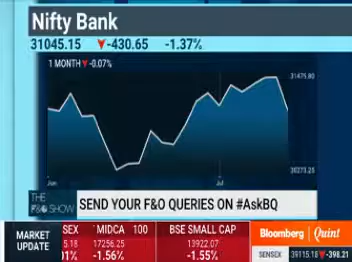 Nifty Bank
31045.15 ▼-430.65 -1.37%
1 MONTH▼-0.07%
31475.80
30273.25
Jun
Jul
THE
F&O SHOW
SEND YOUR F&O QUERIES ON #AskBQ
MARKET
UPDATE
SEX
5.18
01%
MIDCA 100
17256.25
-1.56%
BSE SMALL CAP
13922.07
-1.55%
Bloomberg | Quint
SENSEX 39115.18▼-398.21